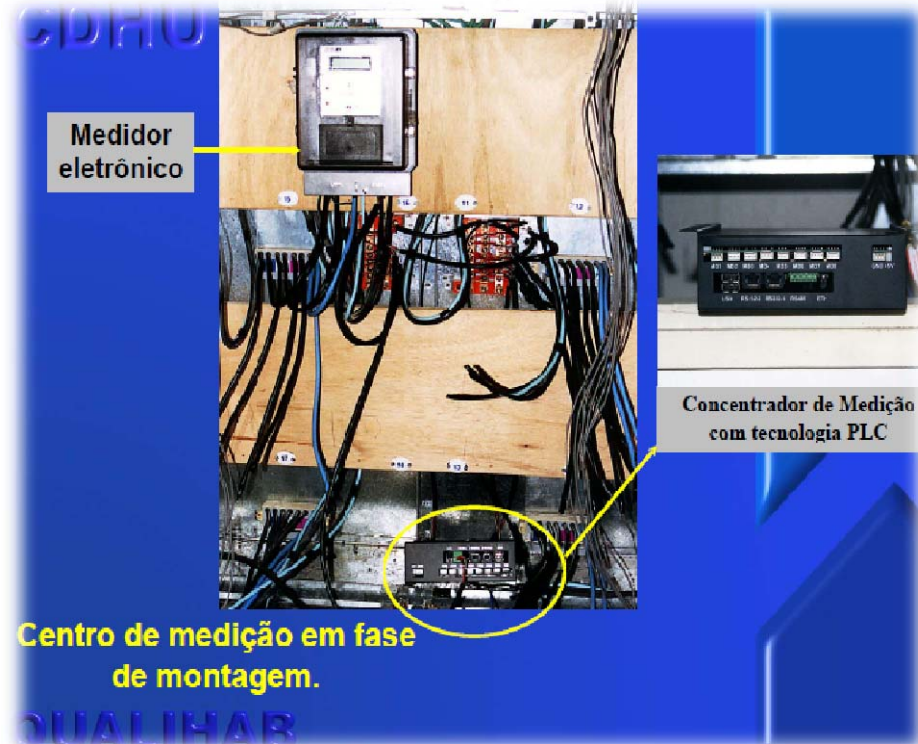 CDHU
Medidor
eletrônico
Concentrador de Medição
com tecnologia PLC
Centro de medição em fase
de montagem.
QUALIHAB